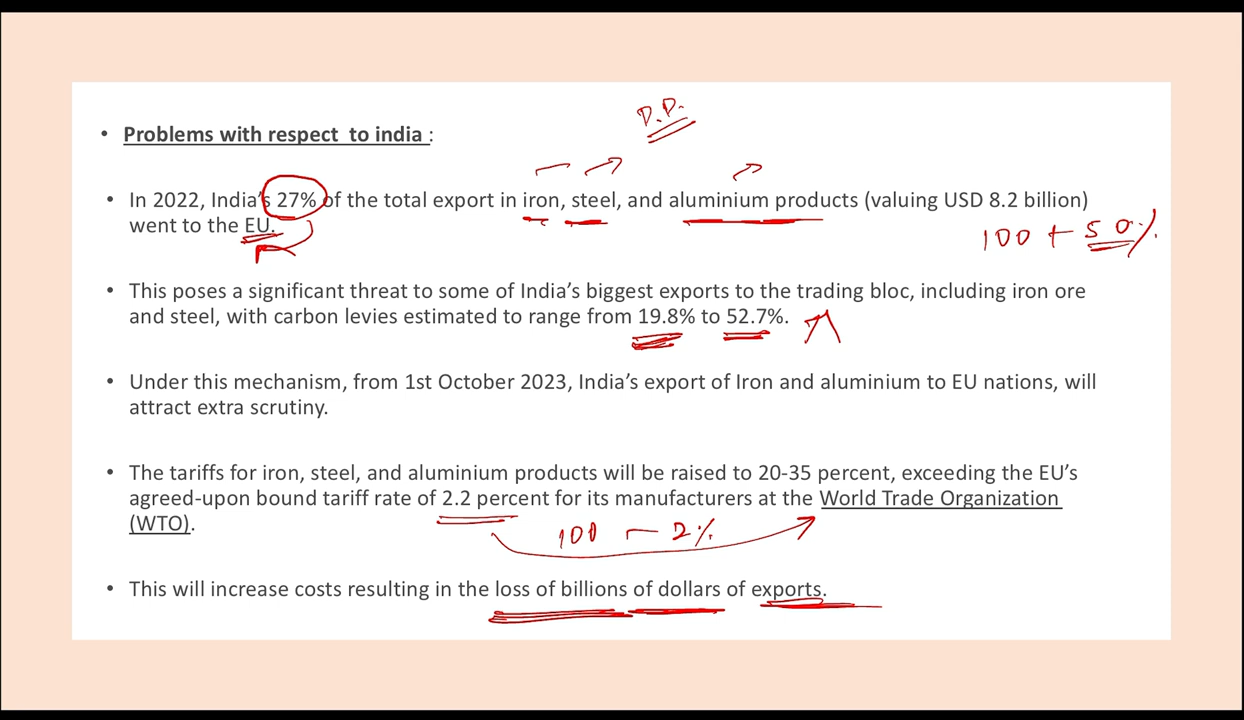 • Problems with respect to india :
D.D.
• In 2022, India's 27% of the total export in iron, steel, and aluminium products (valuing USD 8.2 billion)
went to the EU.
100 + 50%.
• This poses a significant threat to some of India's biggest exports to the trading bloc, including iron ore
and steel, with carbon levies estimated to range from 19.8% to 52.7%.
• Under this mechanism, from 1st October 2023, India's export of Iron and aluminium to EU nations, will
attract extra scrutiny.
• The tariffs for iron, steel, and aluminium products will be raised to 20-35 percent, exceeding the EU's
agreed-upon bound tariff rate of 2.2 percent for its manufacturers at the World Trade Organization
(WTO).
100 – 2%
• This will increase costs resulting in the loss of billions of dollars of exports.